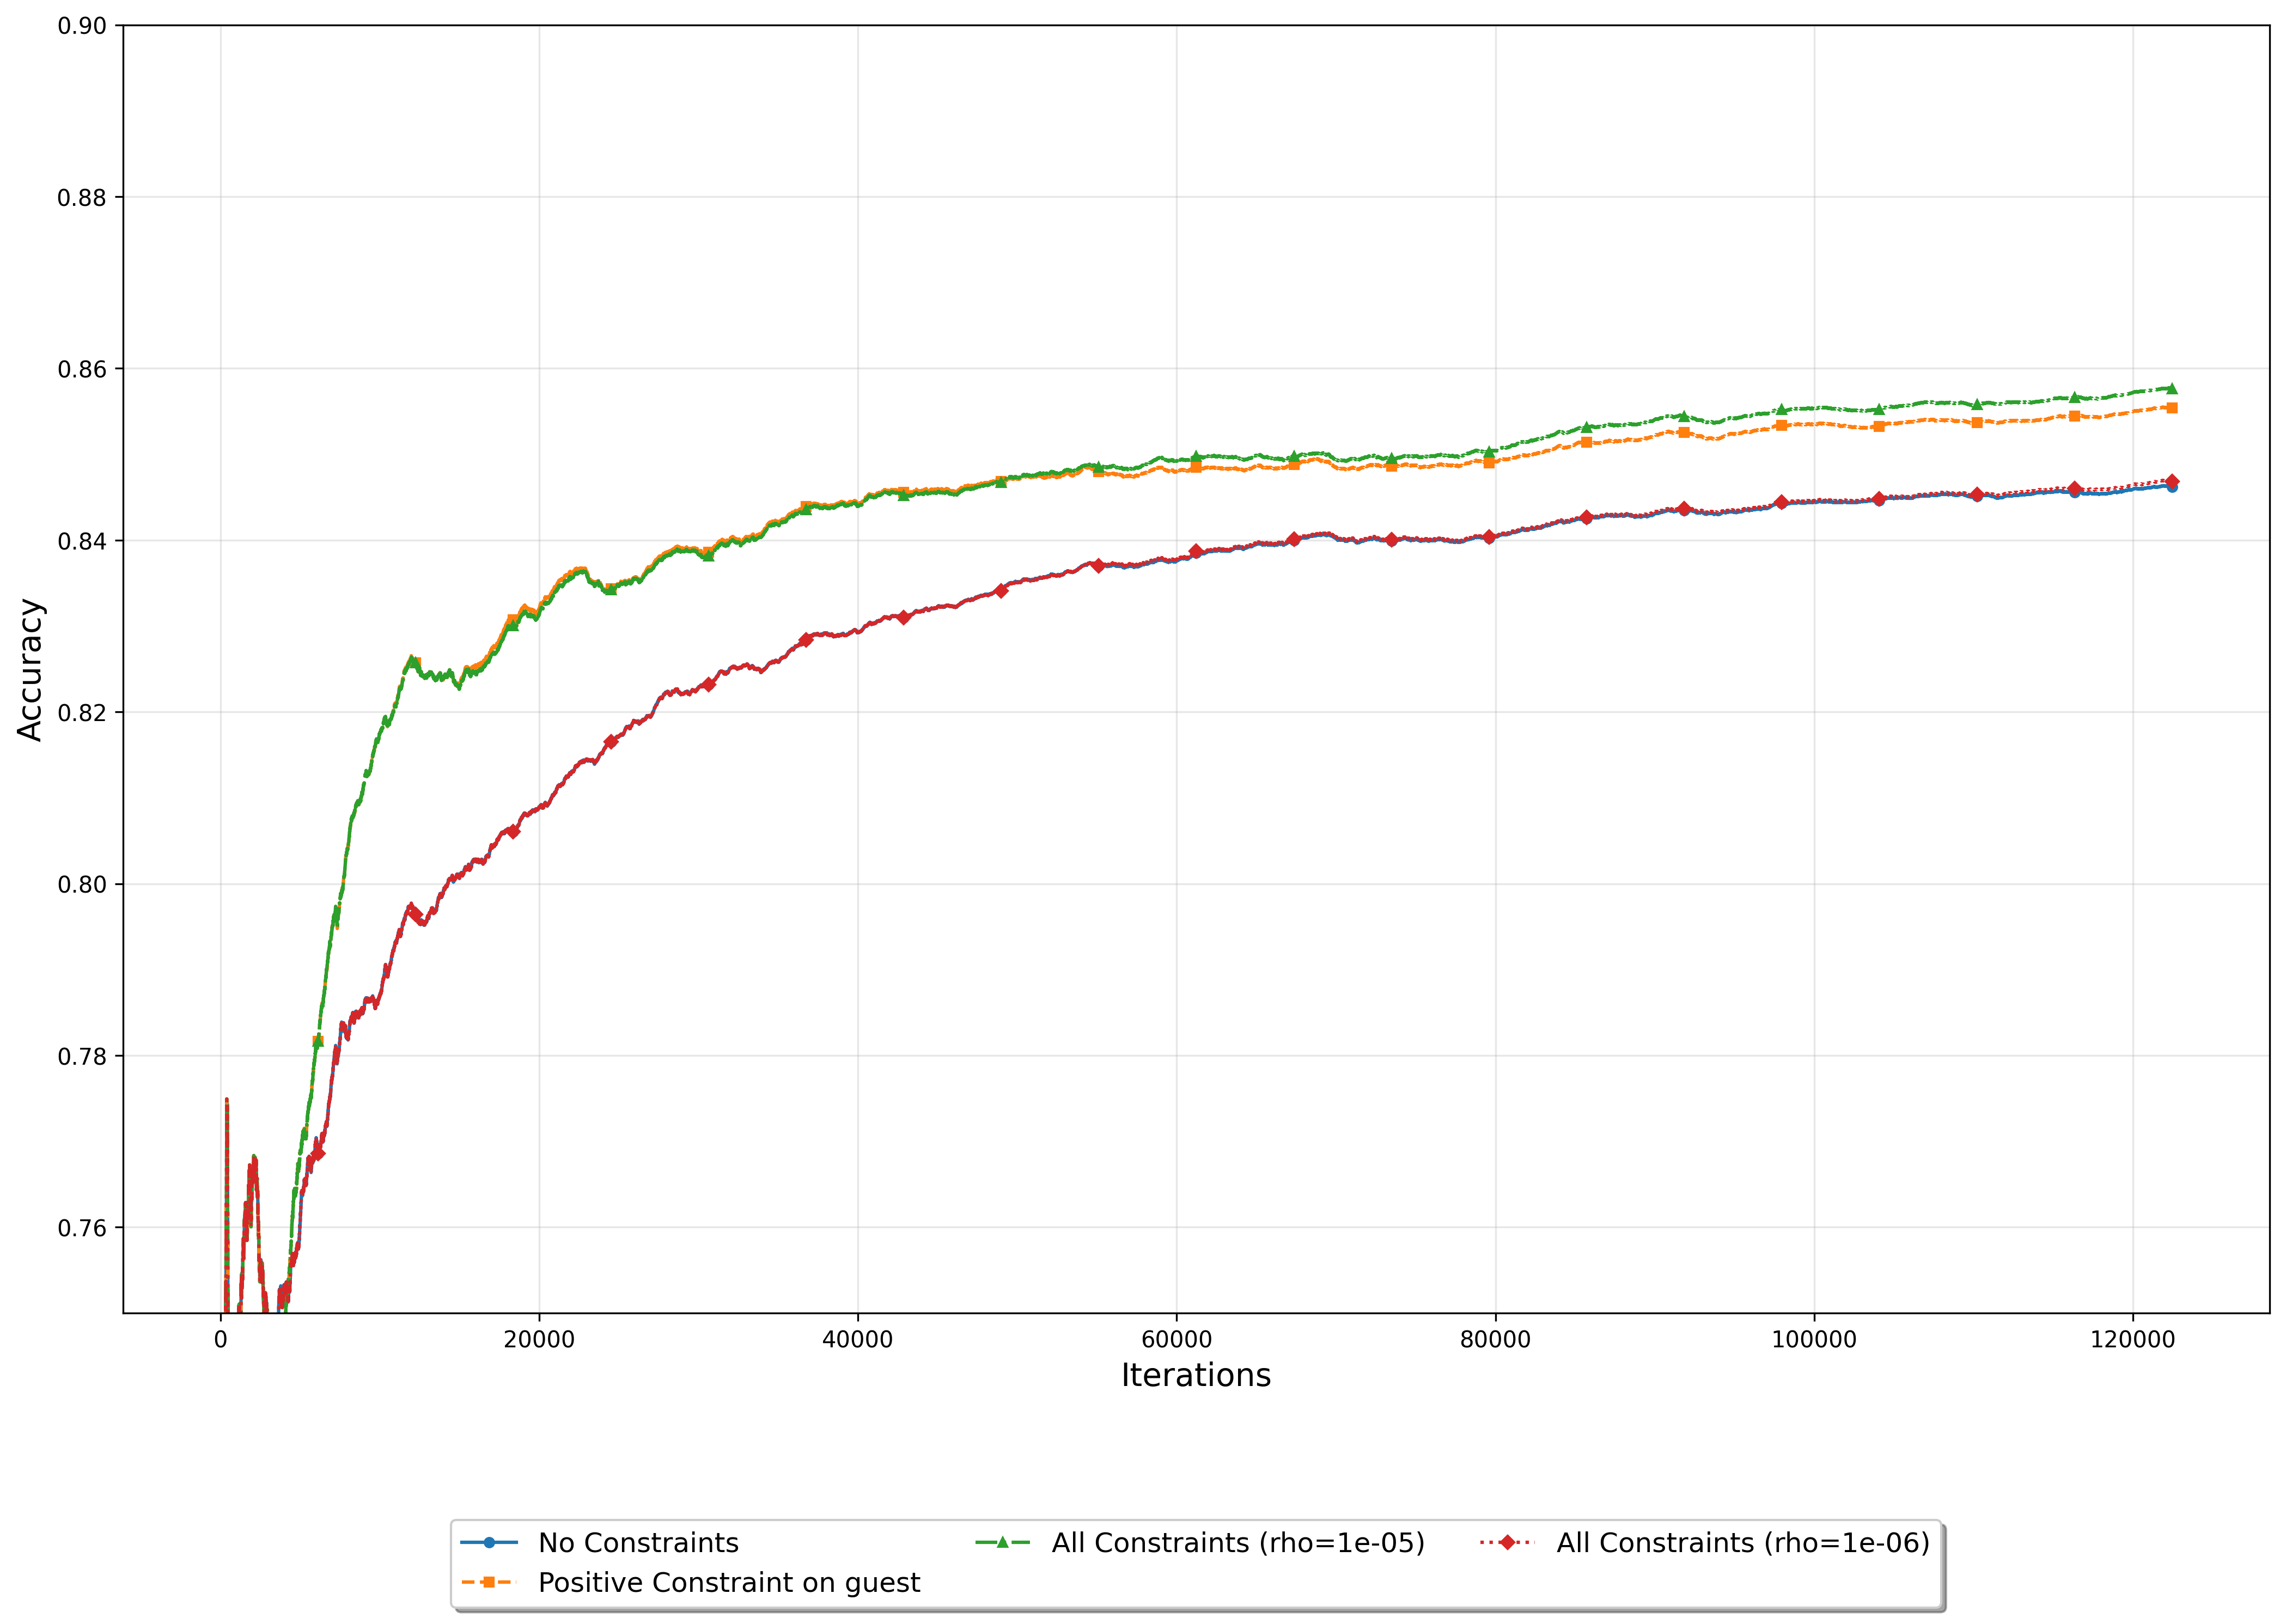 0.90
0.88
0.86
0.84
0.82
0.80
0.78
0.76
Accuracy
0 20000 40000 60000 80000 100000 120000
Iterations
No Constraints
Positive Constraint on guest
All Constraints (rho=1e-05)
All Constraints (rho=1e-06)